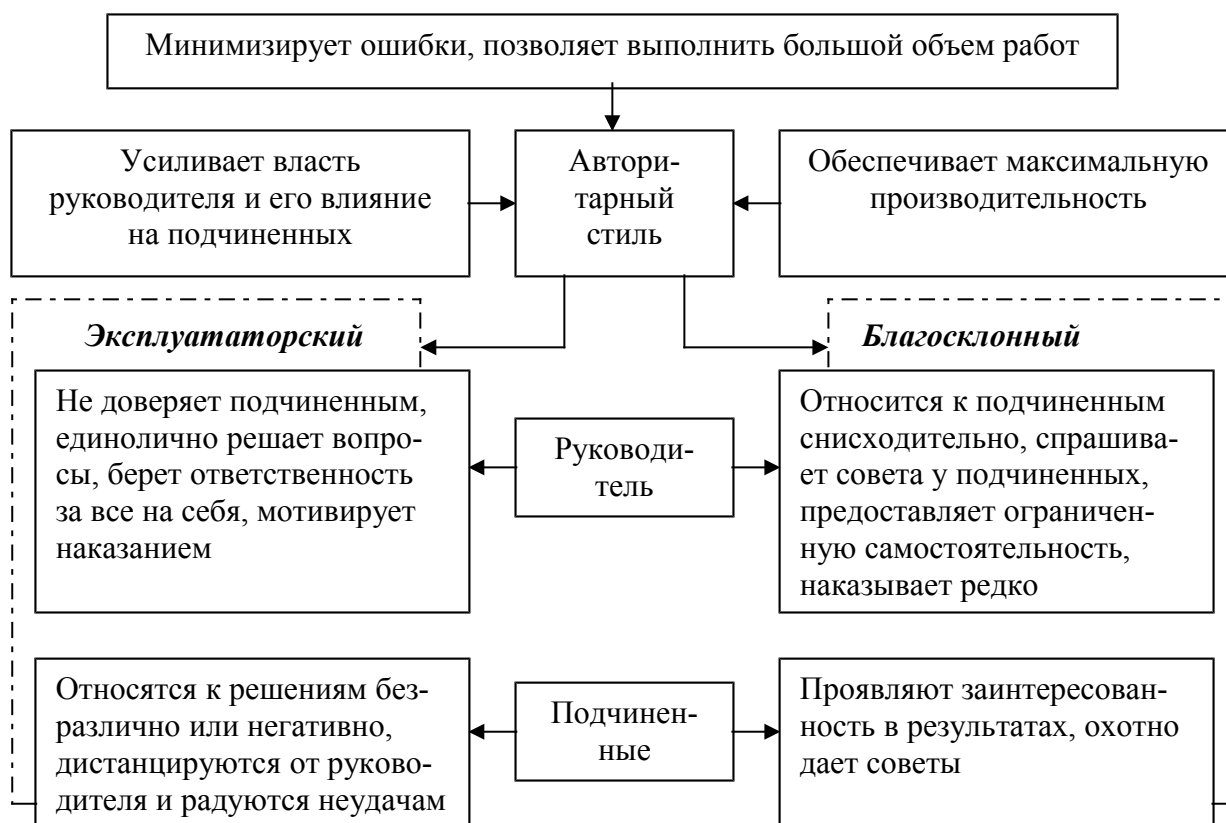 Минимизирует ошибки, позволяет выполнить большой объем работ
Усиливает власть
руководителя и его влияние
на подчиненных
Автори-
тарный
стиль
Обеспечивает максимальную
производительность
Эксплуататорский
Благосклонный
Не доверяет подчиненным,
единолично решает вопро-
сы, берет ответственность
за все на себя, мотивирует
наказанием
Руководи-
тель
Относится к подчиненным
снисходительно, спрашива-
ет совета у подчиненных,
предоставляет ограничен-
ную самостоятельность,
наказывает редко
Относятся к решениям без-
различно или негативно,
дистанцируются от руково-
дителя и радуются неудачам
Подчинен-
ные
Проявляют заинтересован-
ность в результатах, охотно
дает советы